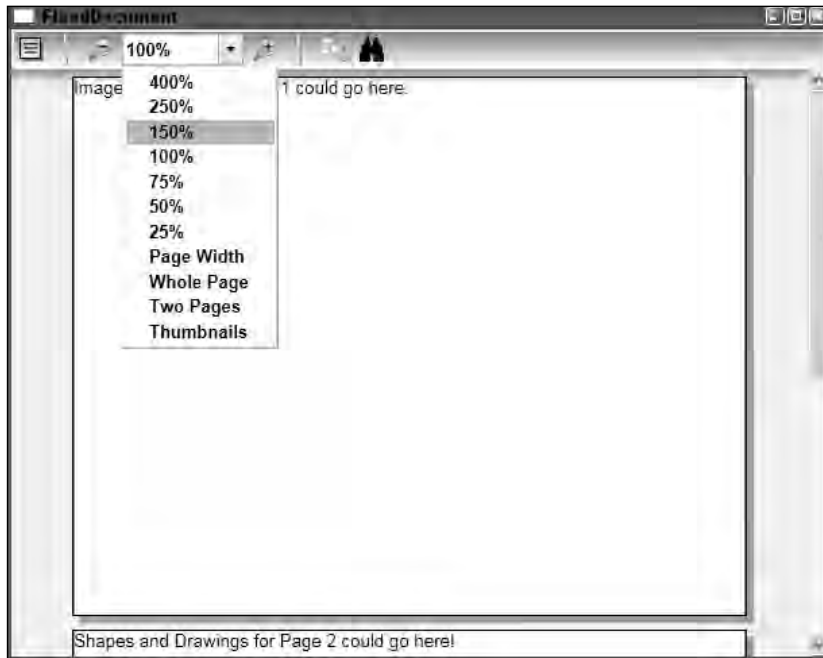 FixedDocument
100%
Image 1 could go here.
400%
250%
150%
100%
75%
50%
25%
Page Width
Whole Page
Two Pages
Thumbnails
Shapes and Drawings for Page 2 could go here!